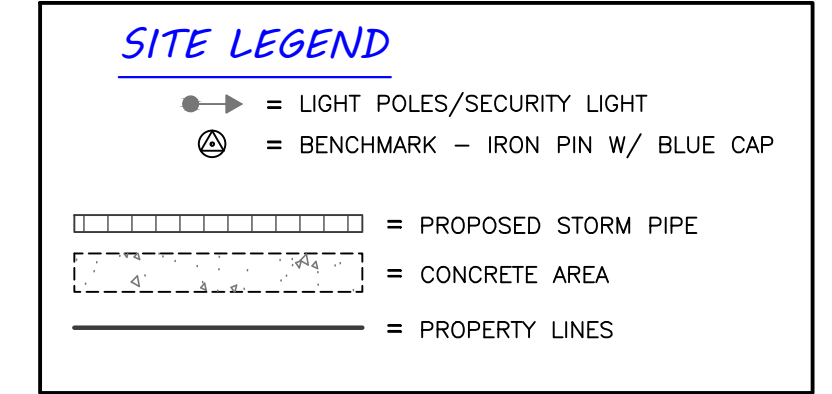 SITE LEGEND
= LIGHT POLES/SECURITY LIGHT
= BENCHMARK – IRON PIN W/ BLUE CAP
= PROPOSED STORM PIPE
= CONCRETE AREA
= PROPERTY LINES